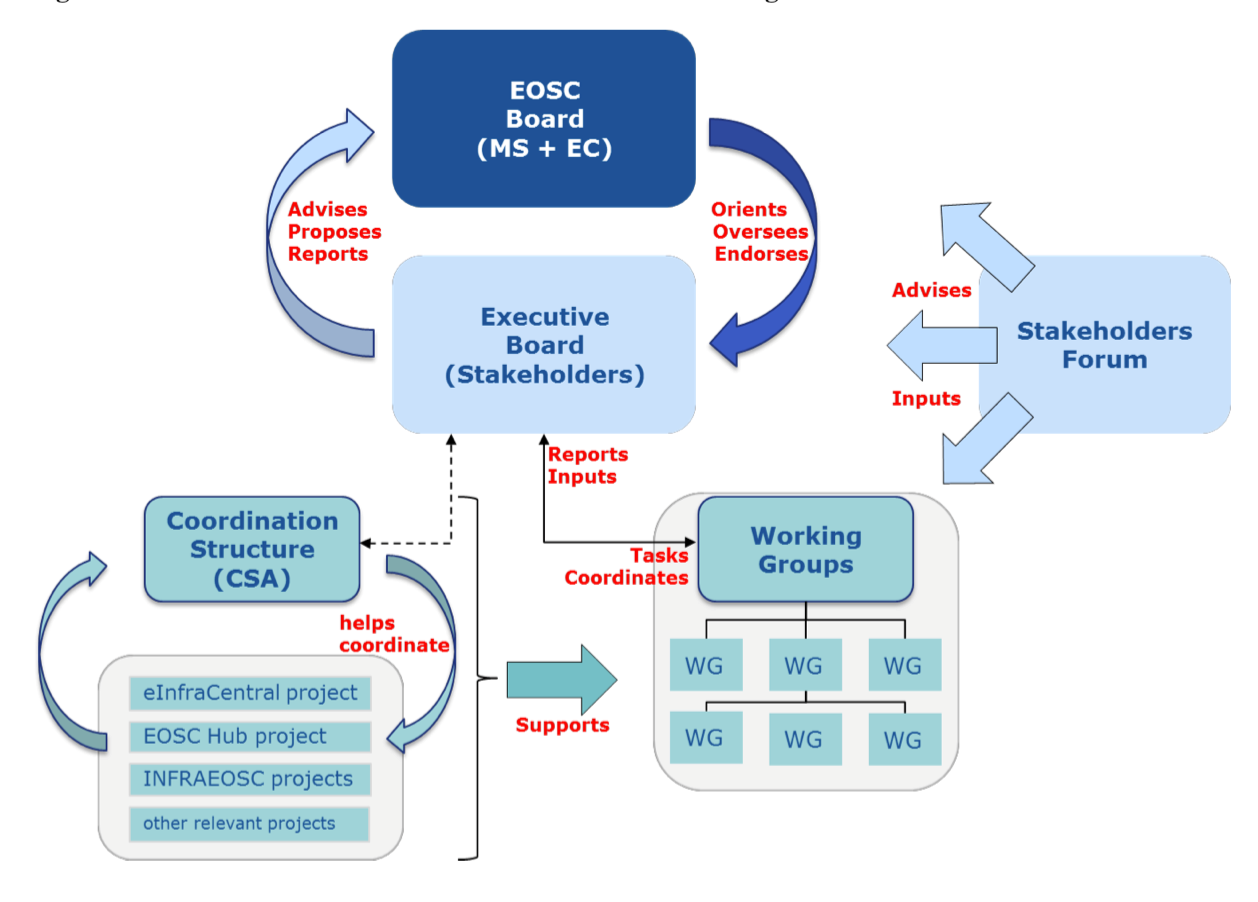 EOSC
Board
(MS + EC)
Advises
Proposes
Reports
Orients
Oversees
Endorses
Executive
Board
(Stakeholders)
Advises
Inputs
Stakeholders
Forum
Reports
Inputs
Tasks
Coordinates
Coordination
Structure
(CSA)
helps
coordinate
eInfraCentral project
EOSC Hub project
INFRAEOSC projects
other relevant projects
Supports
Working
Groups
WG
WG
WG
WG
WG
WG